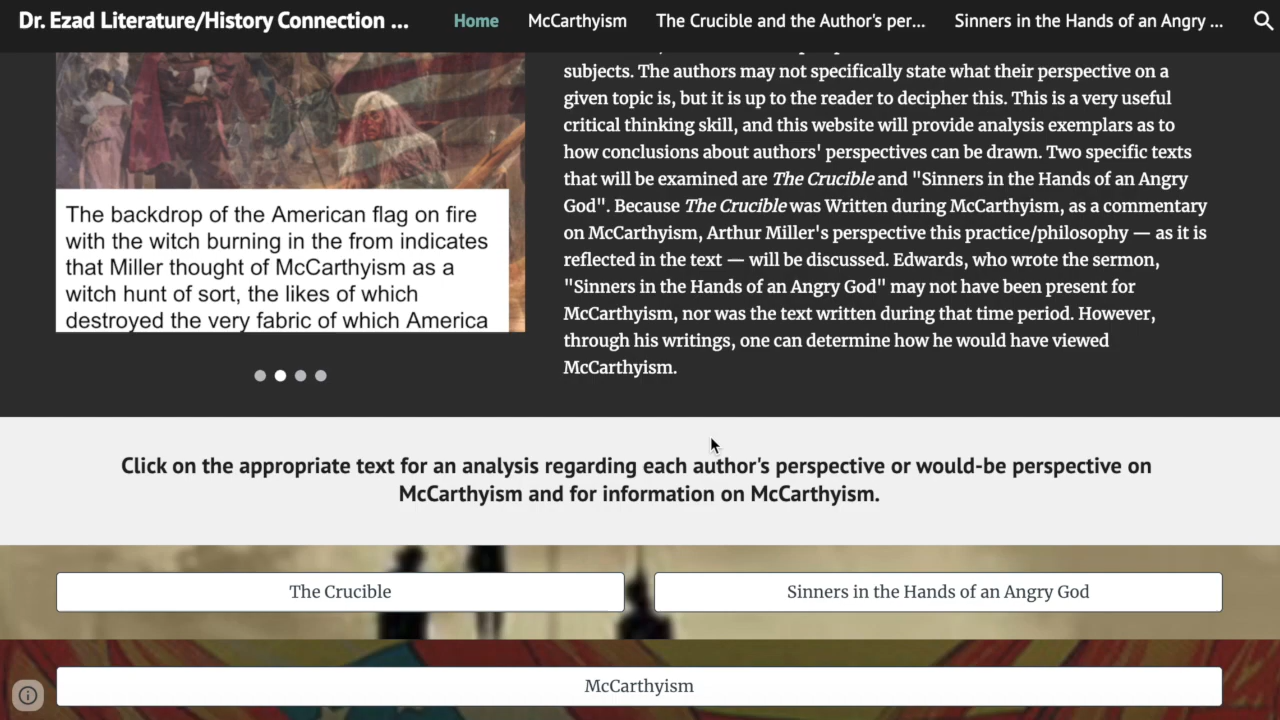 Dr. Ezad Literature/History Connection ...
Home
McCarthyism
The Crucible and the Author's per...
Sinners in the Hands of an Angry ...
subjects. The authors may not specifically state what their perspective on a
given topic is, but it is up to the reader to decipher this. This is a very useful
critical thinking skill, and this website will provide analysis exemplars as to
how conclusions about authors' perspectives can be drawn. Two specific texts
that will be examined are The Crucible and "Sinners in the Hands of an Angry
God". Because The Crucible was Written during McCarthyism, as a commentary
on McCarthyism, Arthur Miller's perspective this practice/philosophy — as it is
reflected in the text — will be discussed. Edwards, who wrote the sermon,
"Sinners in the Hands of an Angry God" may not have been present for
McCarthyism, nor was the text written during that time period. However,
through his writings, one can determine how he would have viewed
McCarthyism.
The backdrop of the American flag on fire
with the witch burning in the from indicates
that Miller thought of McCarthyism as a
witch hunt of sort, the likes of which
destroyed the very fabric of which America
Click on the appropriate text for an analysis regarding each author's perspective or would-be perspective on
McCarthyism and for information on McCarthyism.
The Crucible
Sinners in the Hands of an Angry God
McCarthyism